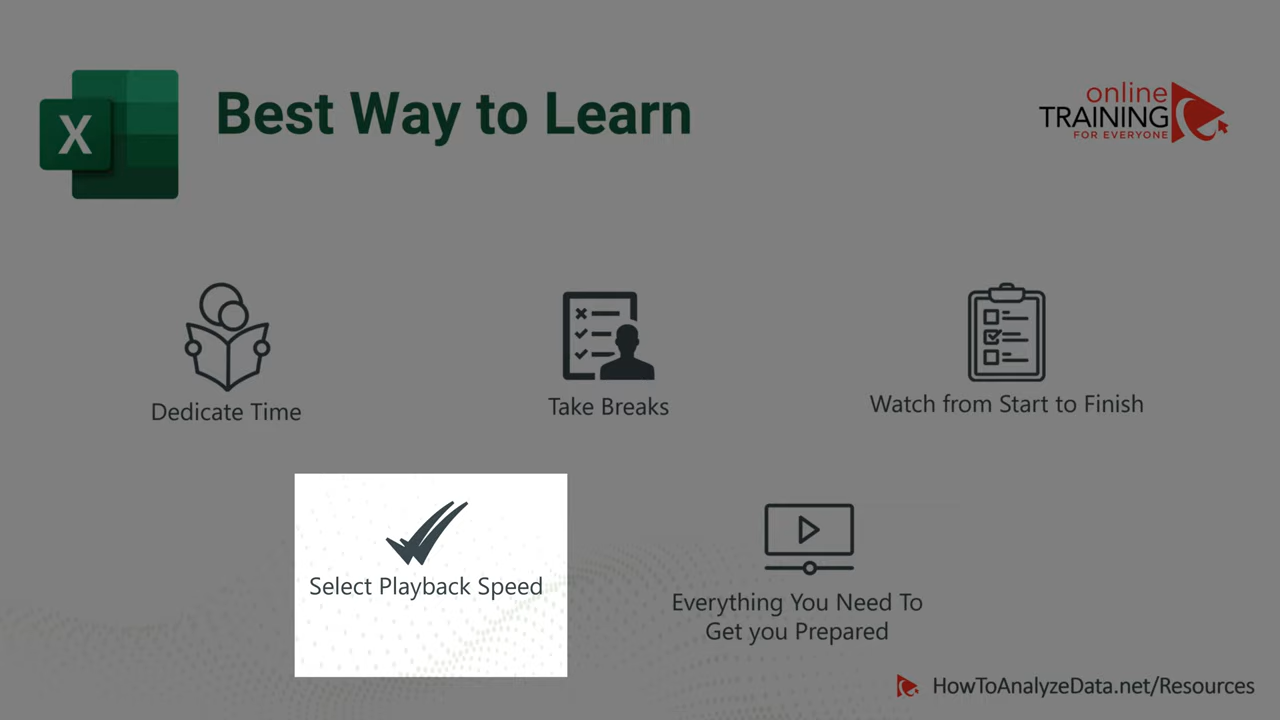 X
Best Way to Learn
online
TRAINING
FOR EVERYONE
Dedicate Time
Take Breaks
Watch from Start to Finish
Select Playback Speed
Everything You Need To
Get you Prepared
HowToAnalyzeData.net/Resources